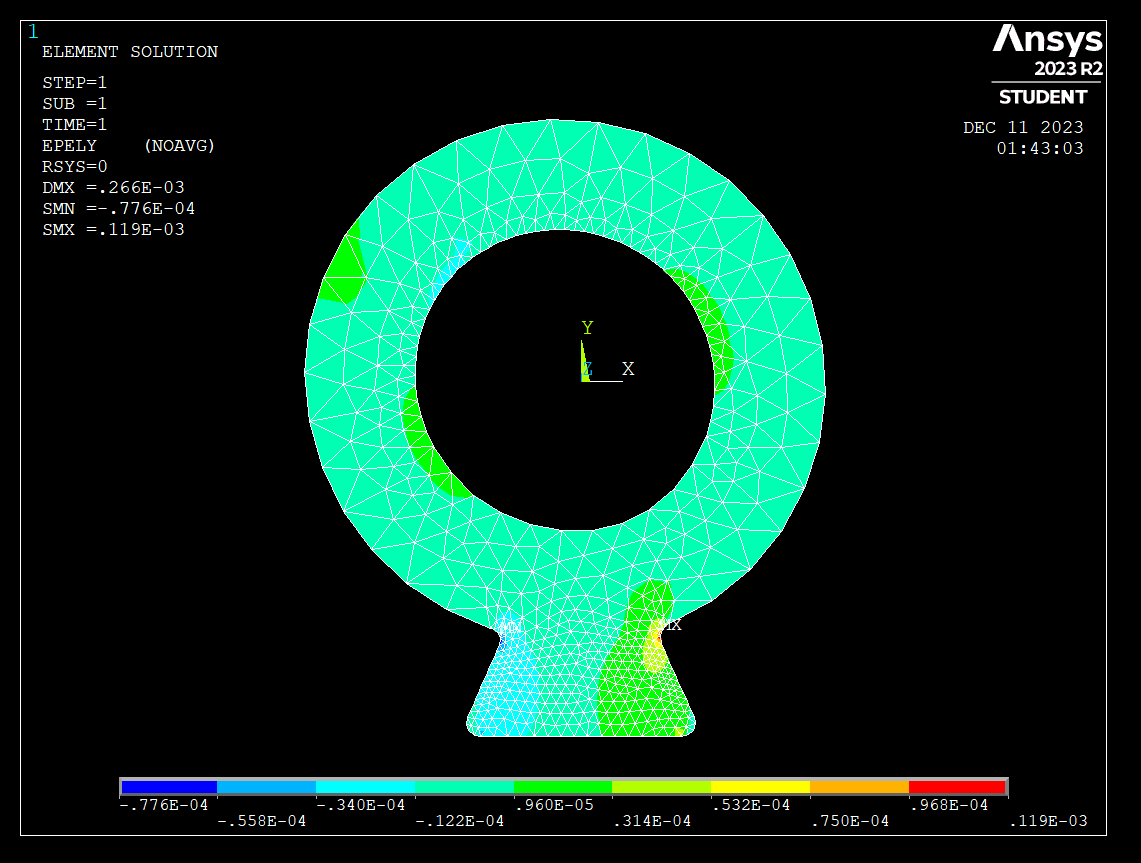 1
ELEMENT SOLUTION
STEP=1
SUB =1
TIME=1
EPELY (NOAVG)
RSYS=0
DMX =.266E-03
SMN =-.776E-04
SMX =.119E-03
Ansys
2023 R2
STUDENT
DEC 11 2023
01:43:03
Y
Z X
MX
-.776E-04 -.340E-04 .960E-05 .532E-04 .968E-04
-.558E-04 -.122E-04 .314E-04 .750E-04 .119E-03